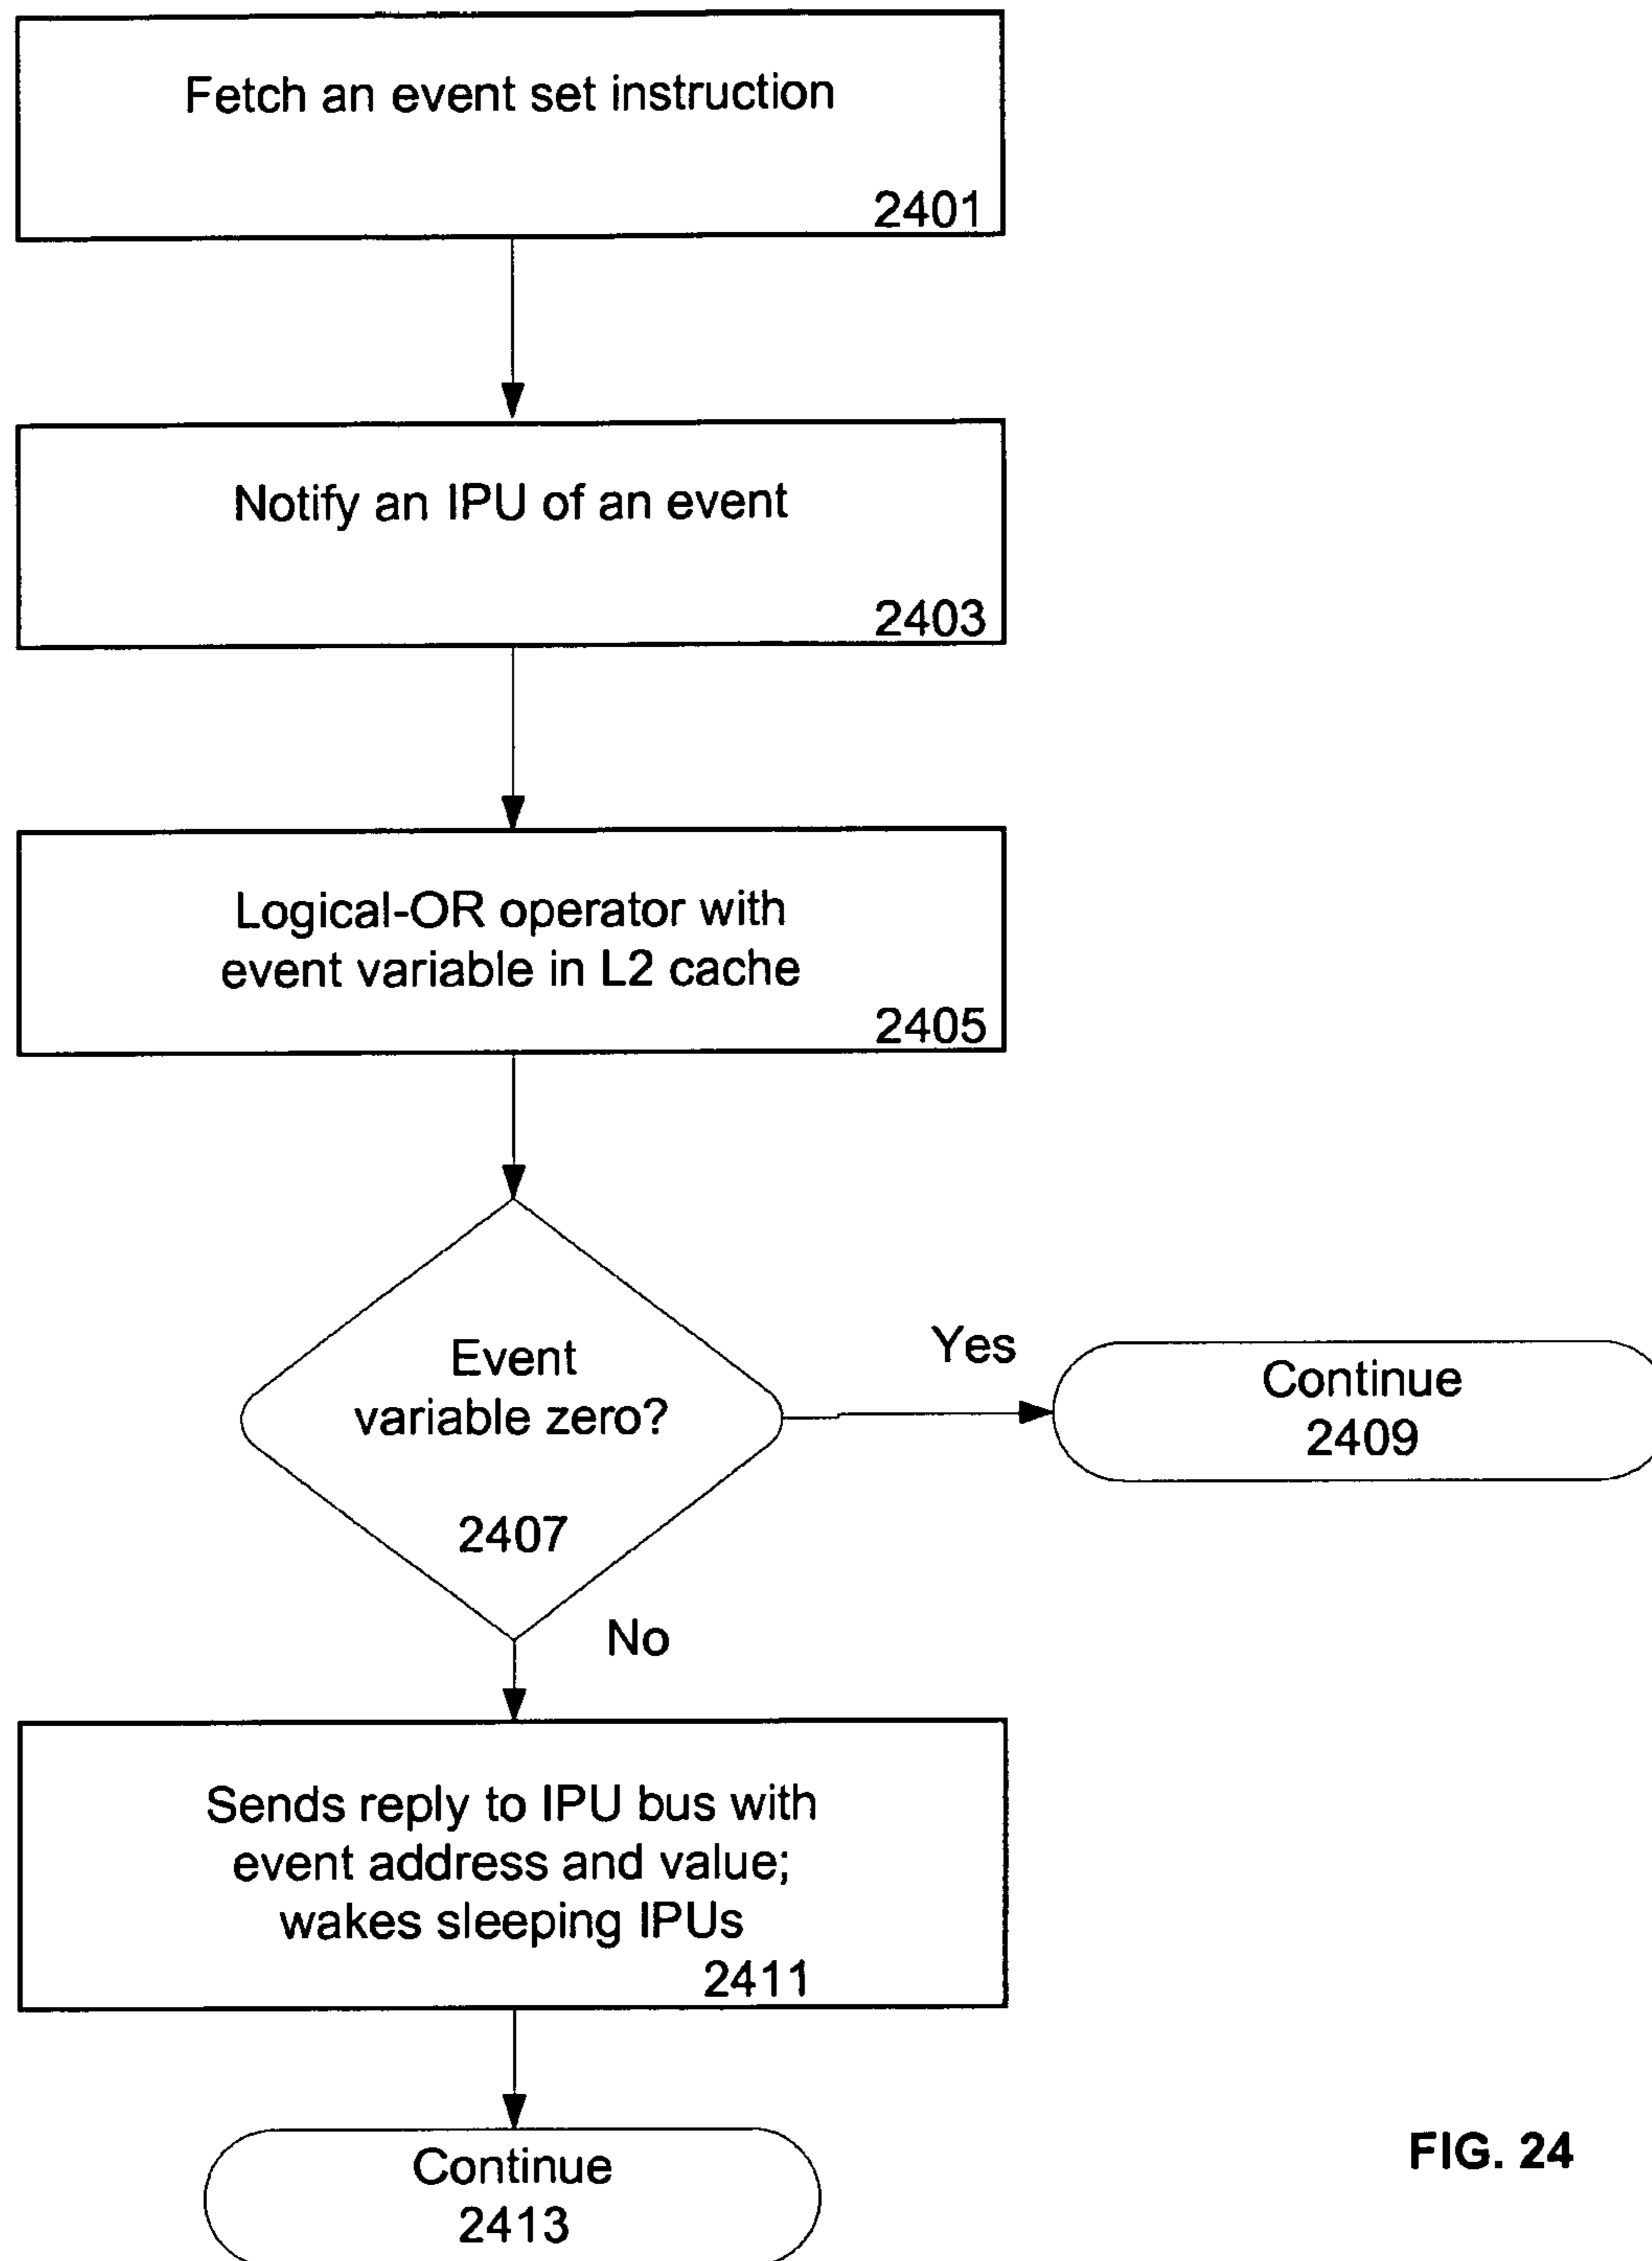 Fetch an event set instruction
2401
Notify an IPU of an event
2403
Logical-OR operator with
event variable in L2 cache
2405
Event
variable zero?
2407
Yes
Continue
2409
No
Sends reply to IPU bus with
event address and value;
wakes sleeping IPUs
2411
Continue
2413
FIG. 24